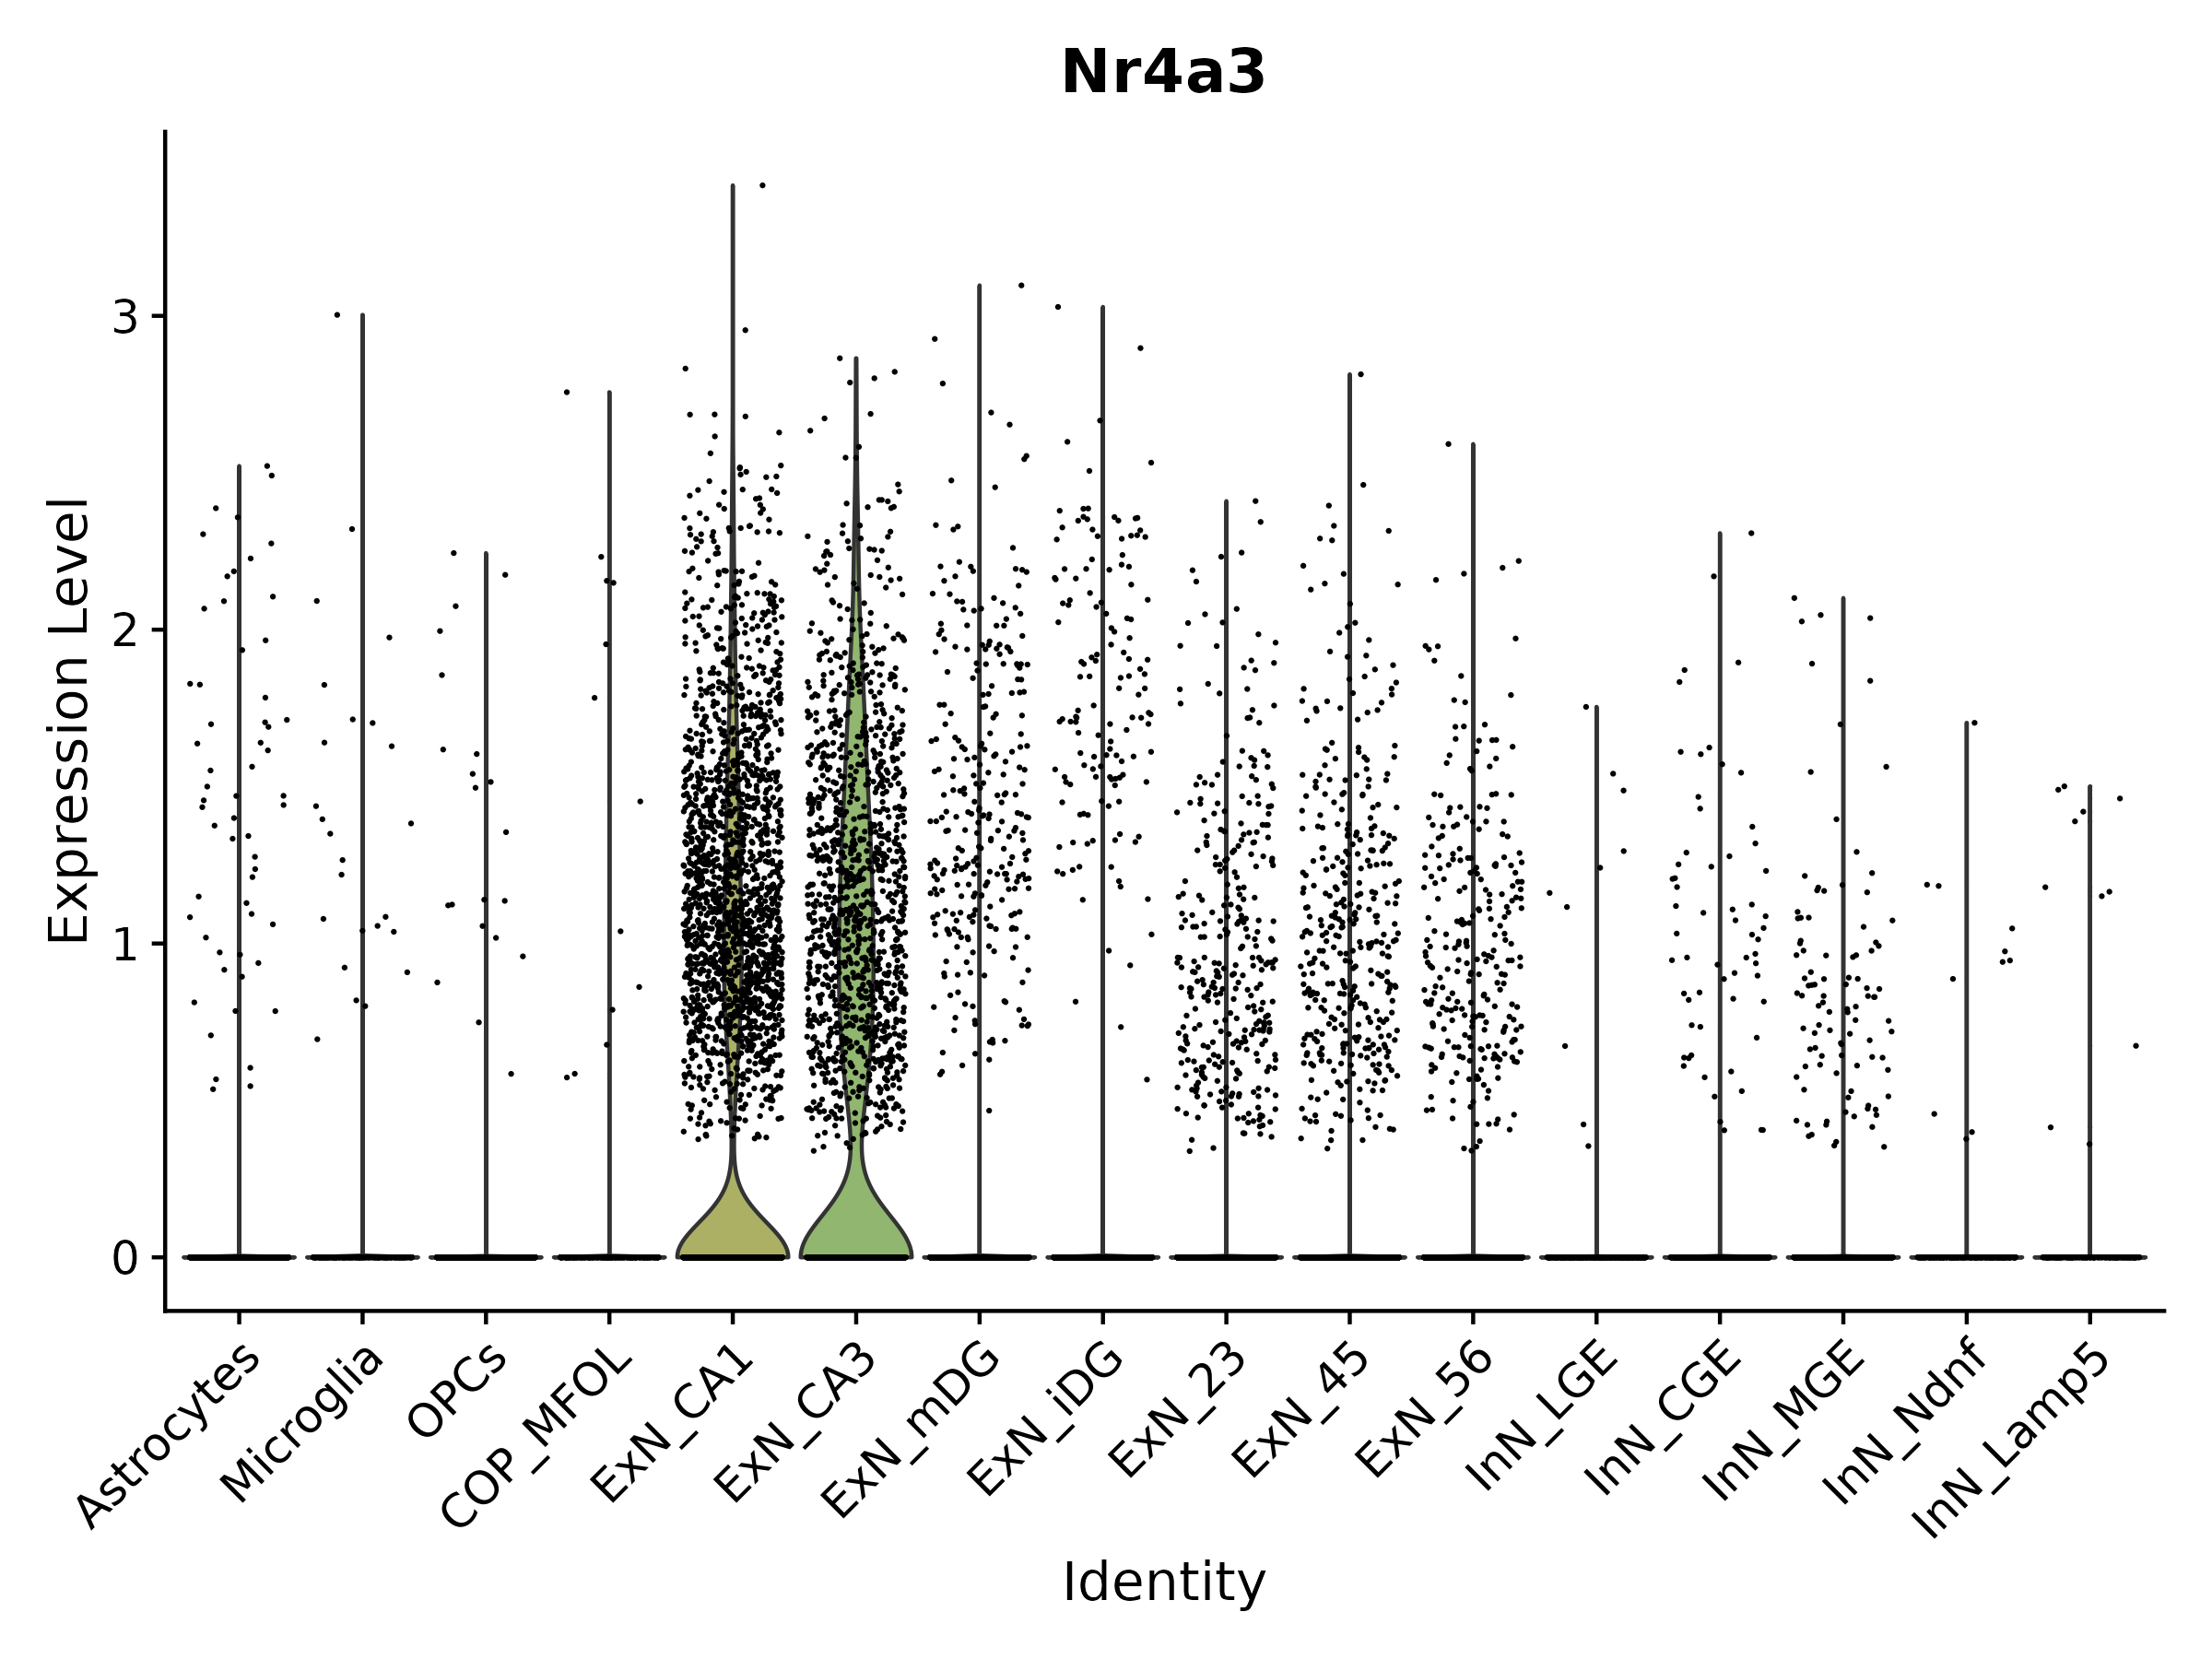 Nr4a3
Expression Level
3
2
1
0
Astrocytes
Microglia
OPCs
COP_MFOL
ExN_CA1
ExN_CA3
ExN_mDG
ExN_iDG
ExN_23
ExN_45
ExN_56
InN_LGE
InN_CGE
InN_MGE
InN_Ndnf
InN_Lamp5
Identity